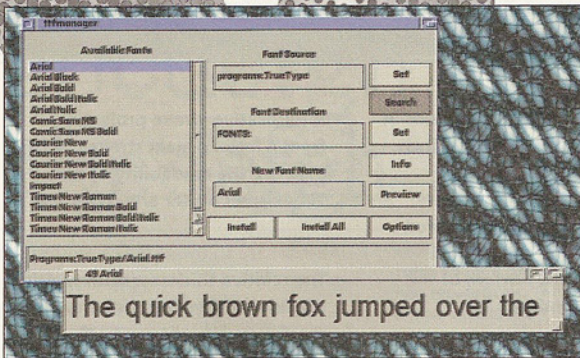 ttfmanager
Available Fonts
Arial
Arial Black
Arial Bold
Arial Bold Italic
Arial Italic
Comic Sans MS
Comic Sans MS Bold
Courier New
Courier New Bold
Courier New Bold Italic
Courier New Italic
Impact
Times New Roman
Times New Roman Bold
Times New Roman Bold Italic
Times New Roman Italic
Font Source
programs:TrueType
Set
Search
Font Destination
FONTS:
Set
Info
New Font Name
Arial
Preview
Install
Install All
Options
Programs:TrueType/Arial.ttf
49 Arial
The quick brown fox jumped over the